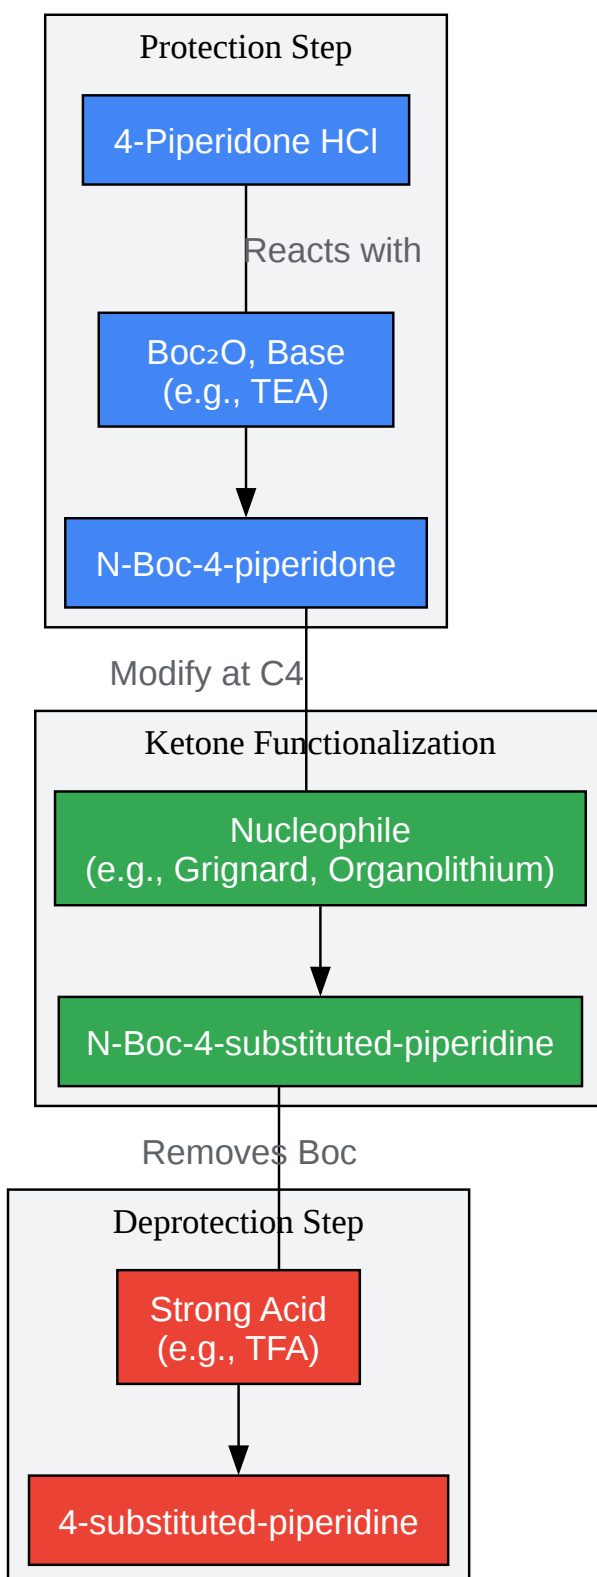 Protection Step
4-Piperidone HCl
Reacts with
Boc₂O, Base
(e.g., TEA)
N-Boc-4-piperidone
Modify at C4
Ketone Functionalization
Nucleophile
(e.g., Grignard, Organolithium)
N-Boc-4-substituted-piperidine
Removes Boc
Deprotection Step
Strong Acid
(e.g., TFA)
4-substituted-piperidine